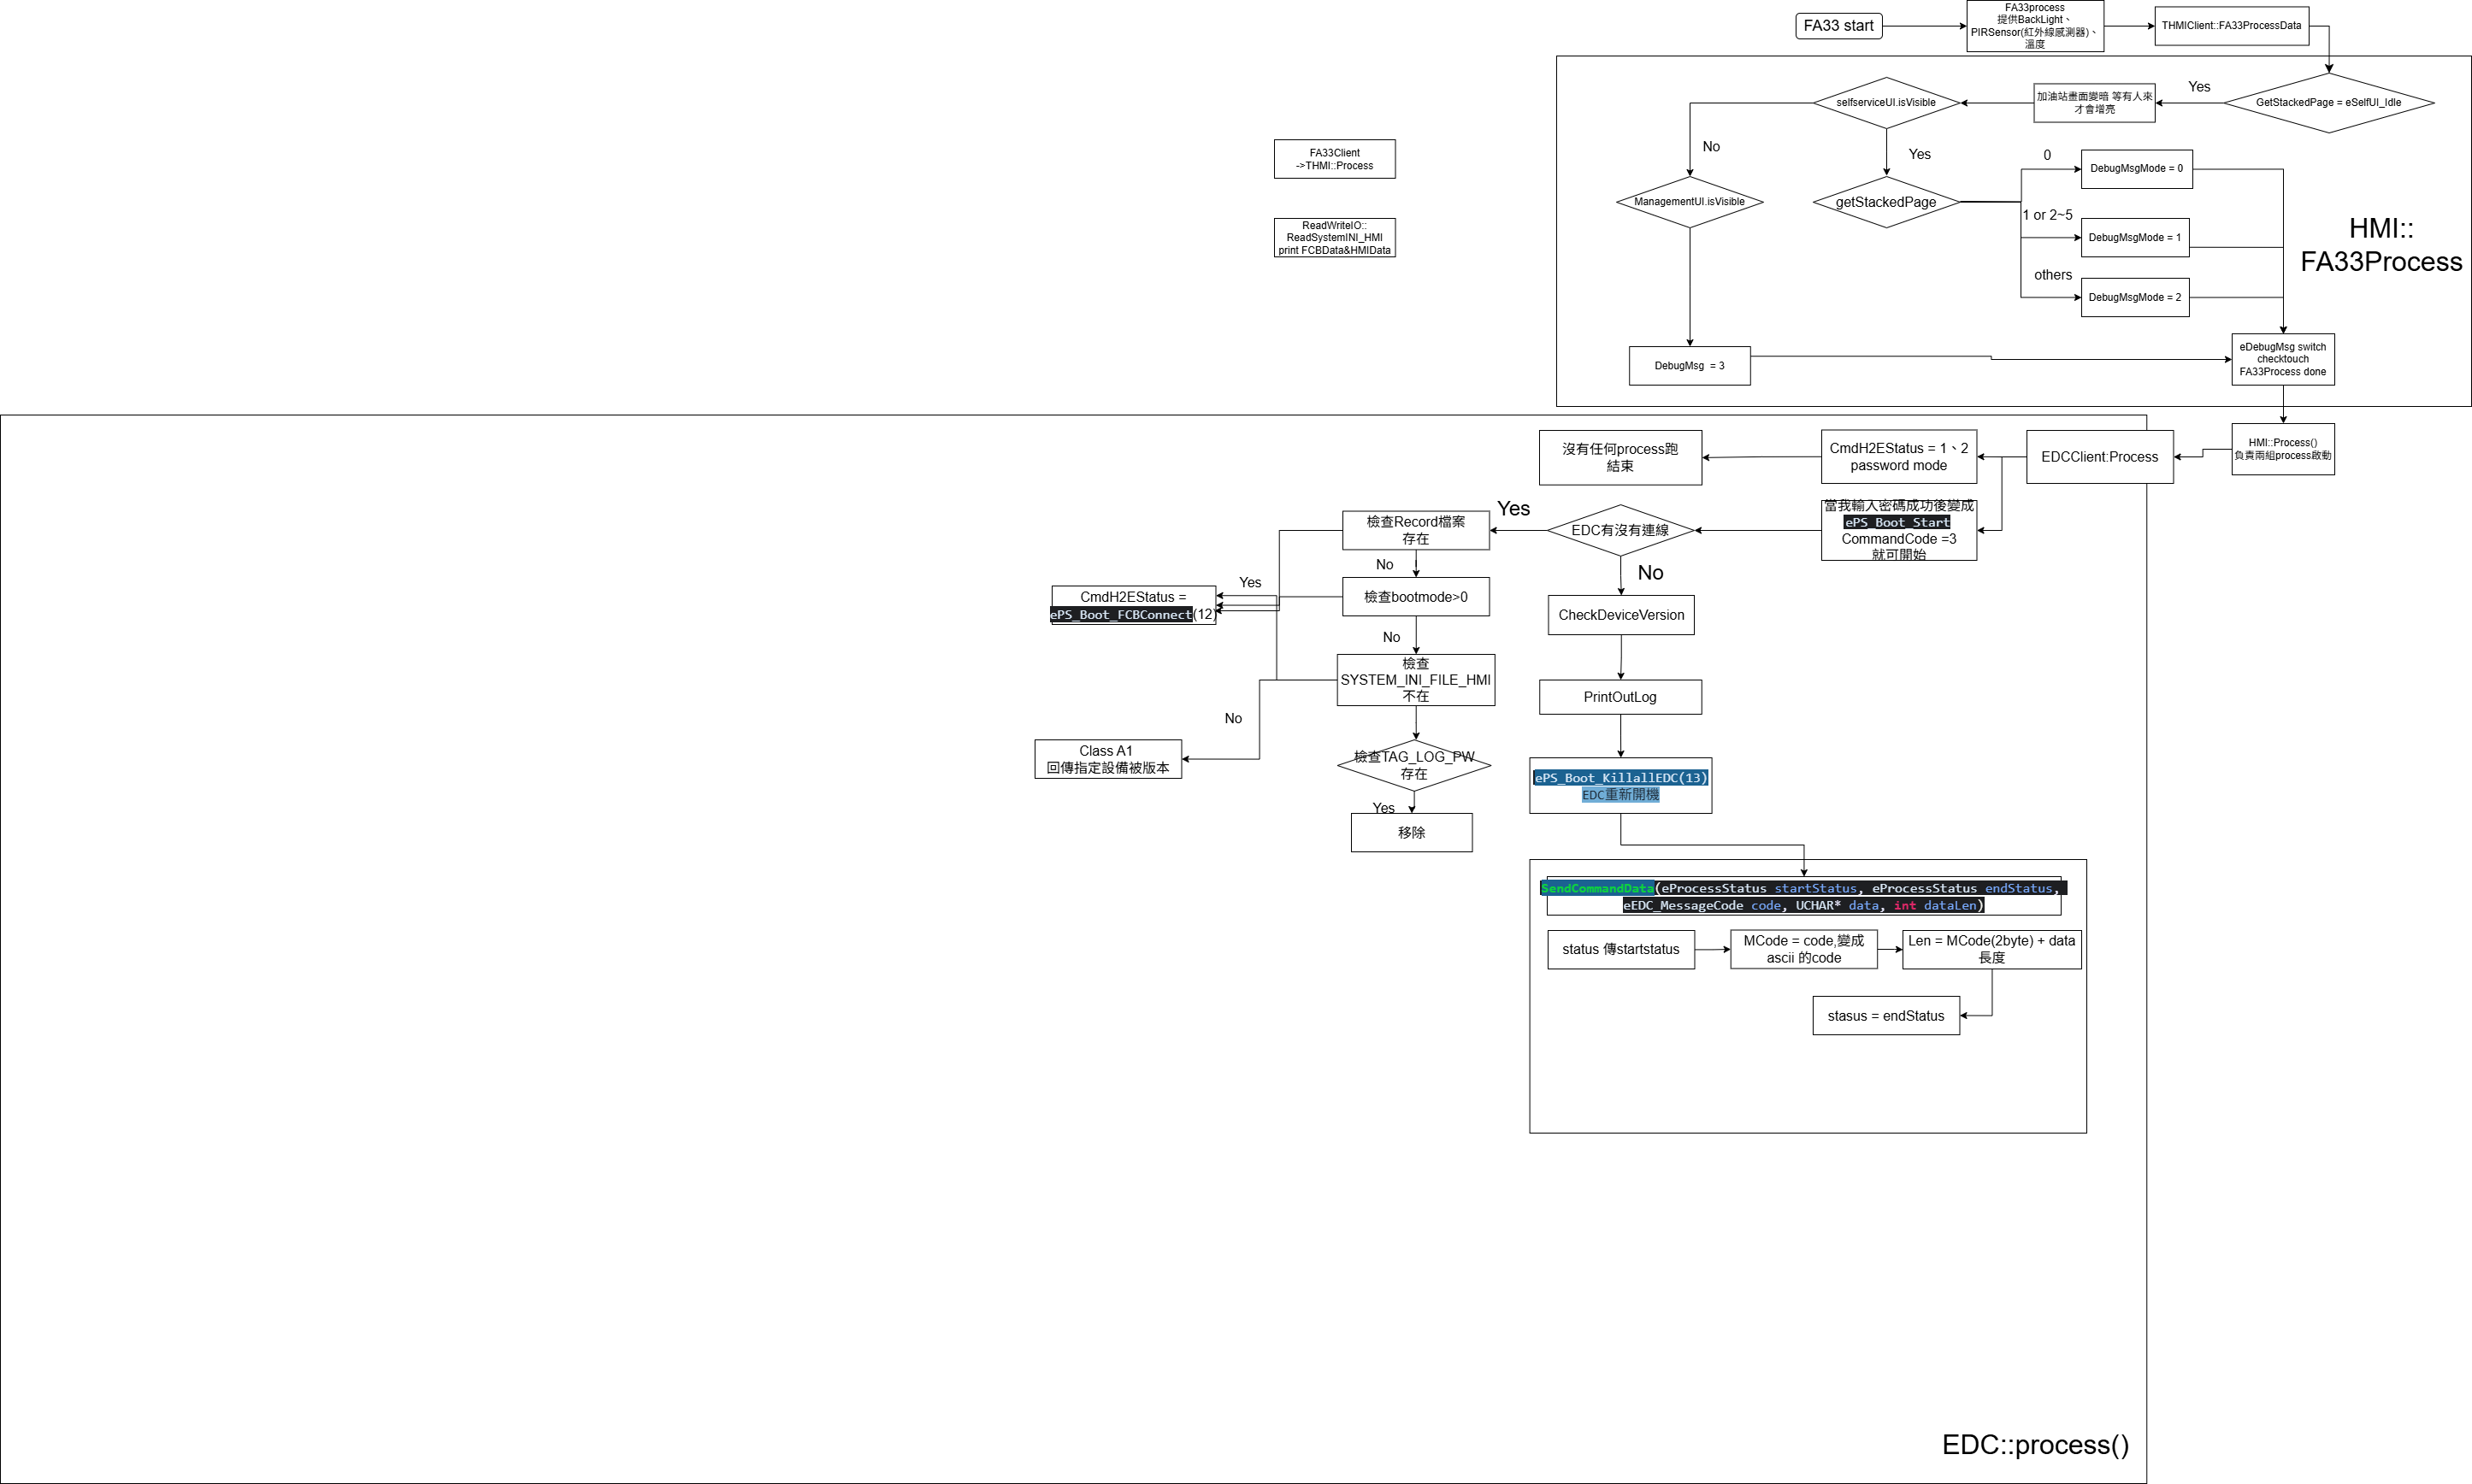 FA33 start
FA33process
提供BackLight、
PIRSensor(紅外線感測器)、
溫度
THMIClient::FA33ProcessData
GetStackedPage = eSelfUI_Idle
Yes
加油站畫面變暗 等有人來
才會增亮
selfserviceUI.isVisible
No
Yes
ManagementUI.isVisible
getStackedPage
0
DebugMsgMode = 0
1 or 2~5
DebugMsgMode = 1
others
DebugMsgMode = 2
HMI::
FA33Process
FA33Client
->THMI::Process
ReadWriteIO::
ReadSystemINI_HMI
print FCBData&HMIData
DebugMsg  = 3
eDebugMsg switch
checktouch
FA33Process done
HMI::Process()
負責兩組process啟動
EDCClient:Process
CmdH2EStatus = 1、2
password mode
沒有任何process跑
結束
當我輸入密碼成功後變成
ePS_Boot_Start
CommandCode =3
就可開始
EDC有沒有連線
Yes
No
檢查Record檔案
存在
No
檢查bootmode>0
Yes
CmdH2EStatus =
ePS_Boot_FCBConnect(12)
No
檢查
SYSTEM_INI_FILE_HMI
不在
No
Class A1
回傳指定設備被版本
檢查TAG_LOG_PW
存在
Yes
移除
CheckDeviceVersion
PrintOutLog
ePS_Boot_KillallEDC(13)
EDC重新開機
SendCommandData(eProcessStatus startStatus, eProcessStatus endStatus,
eEDC_MessageCode code, UCHAR* data, int dataLen)
status 傳startstatus
MCode = code,變成
ascii 的code
Len = MCode(2byte) + data
長度
stasus = endStatus
EDC::process()